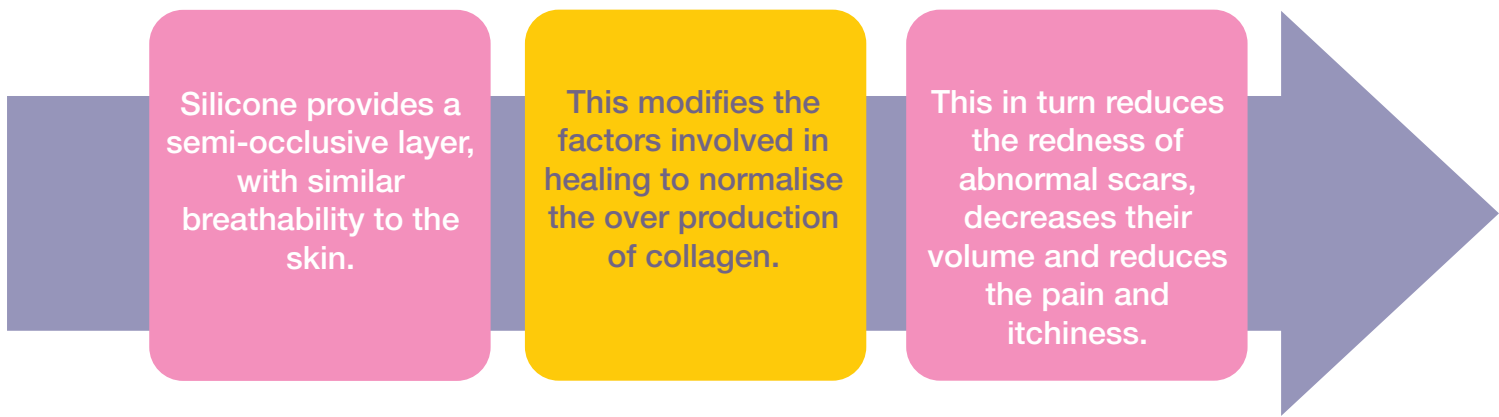 Silicone provides a
semi-occlusive layer,
with similar
breathability to the
skin.
This modifies the
factors involved in
healing to normalise
the over production
of collagen.
This in turn reduces
the redness of
abnormal scars,
decreases their
volume and reduces
the pain and
itchiness.